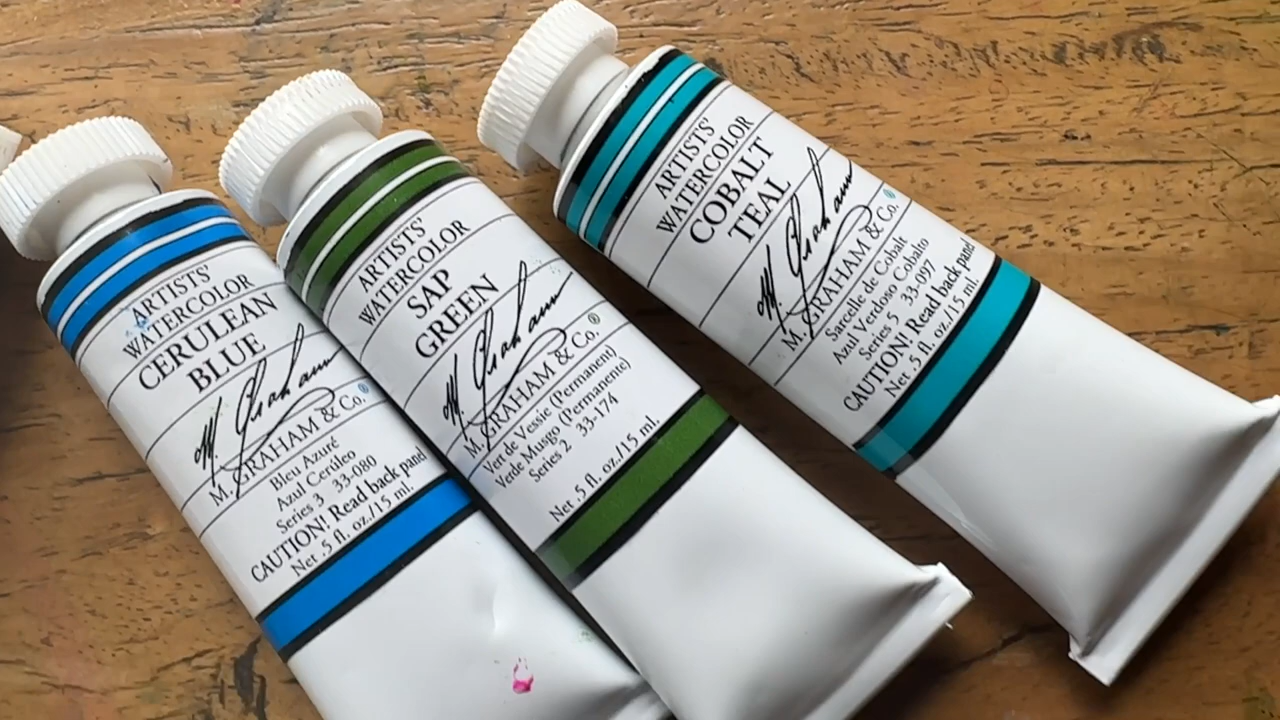 ARTISTS'
WATERCOLOR
CERULEAN
BLUE
M. Graham
M. GRAHAM & Co.®
Bleu Azuré
Azul Cerúleo
Series 3 33-080
CAUTION! Read back panel
Net .5 fl. oz./15 ml.
ARTISTS'
WATERCOLOR
SAP
GREEN
M. Graham
M. GRAHAM & Co.®
Vert de Vessie (Permanent)
Verde Musgo (Permanente)
Series 2 33-174
Net .5 fl. oz./15 ml.
ARTISTS'
WATERCOLOR
COBALT
TEAL
M. Graham
M. GRAHAM & Co.®
Sarcelle de Cobalt
Azul Verdoso Cobalto
Series 5 33-097
CAUTION! Read back panel
Net .5 fl. oz./15 ml.